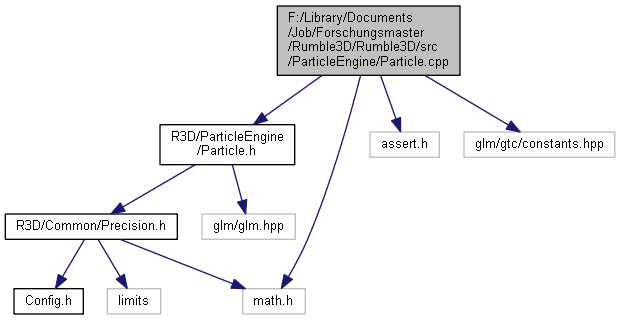 F:/Library/Documents
/Job/Forschungsmaster
/Rumble3D/Rumble3D/src
/ParticleEngine/Particle.cpp
R3D/ParticleEngine
/Particle.h
assert.h
glm/gtc/constants.hpp
R3D/Common/Precision.h
glm/glm.hpp
Config.h
limits
math.h